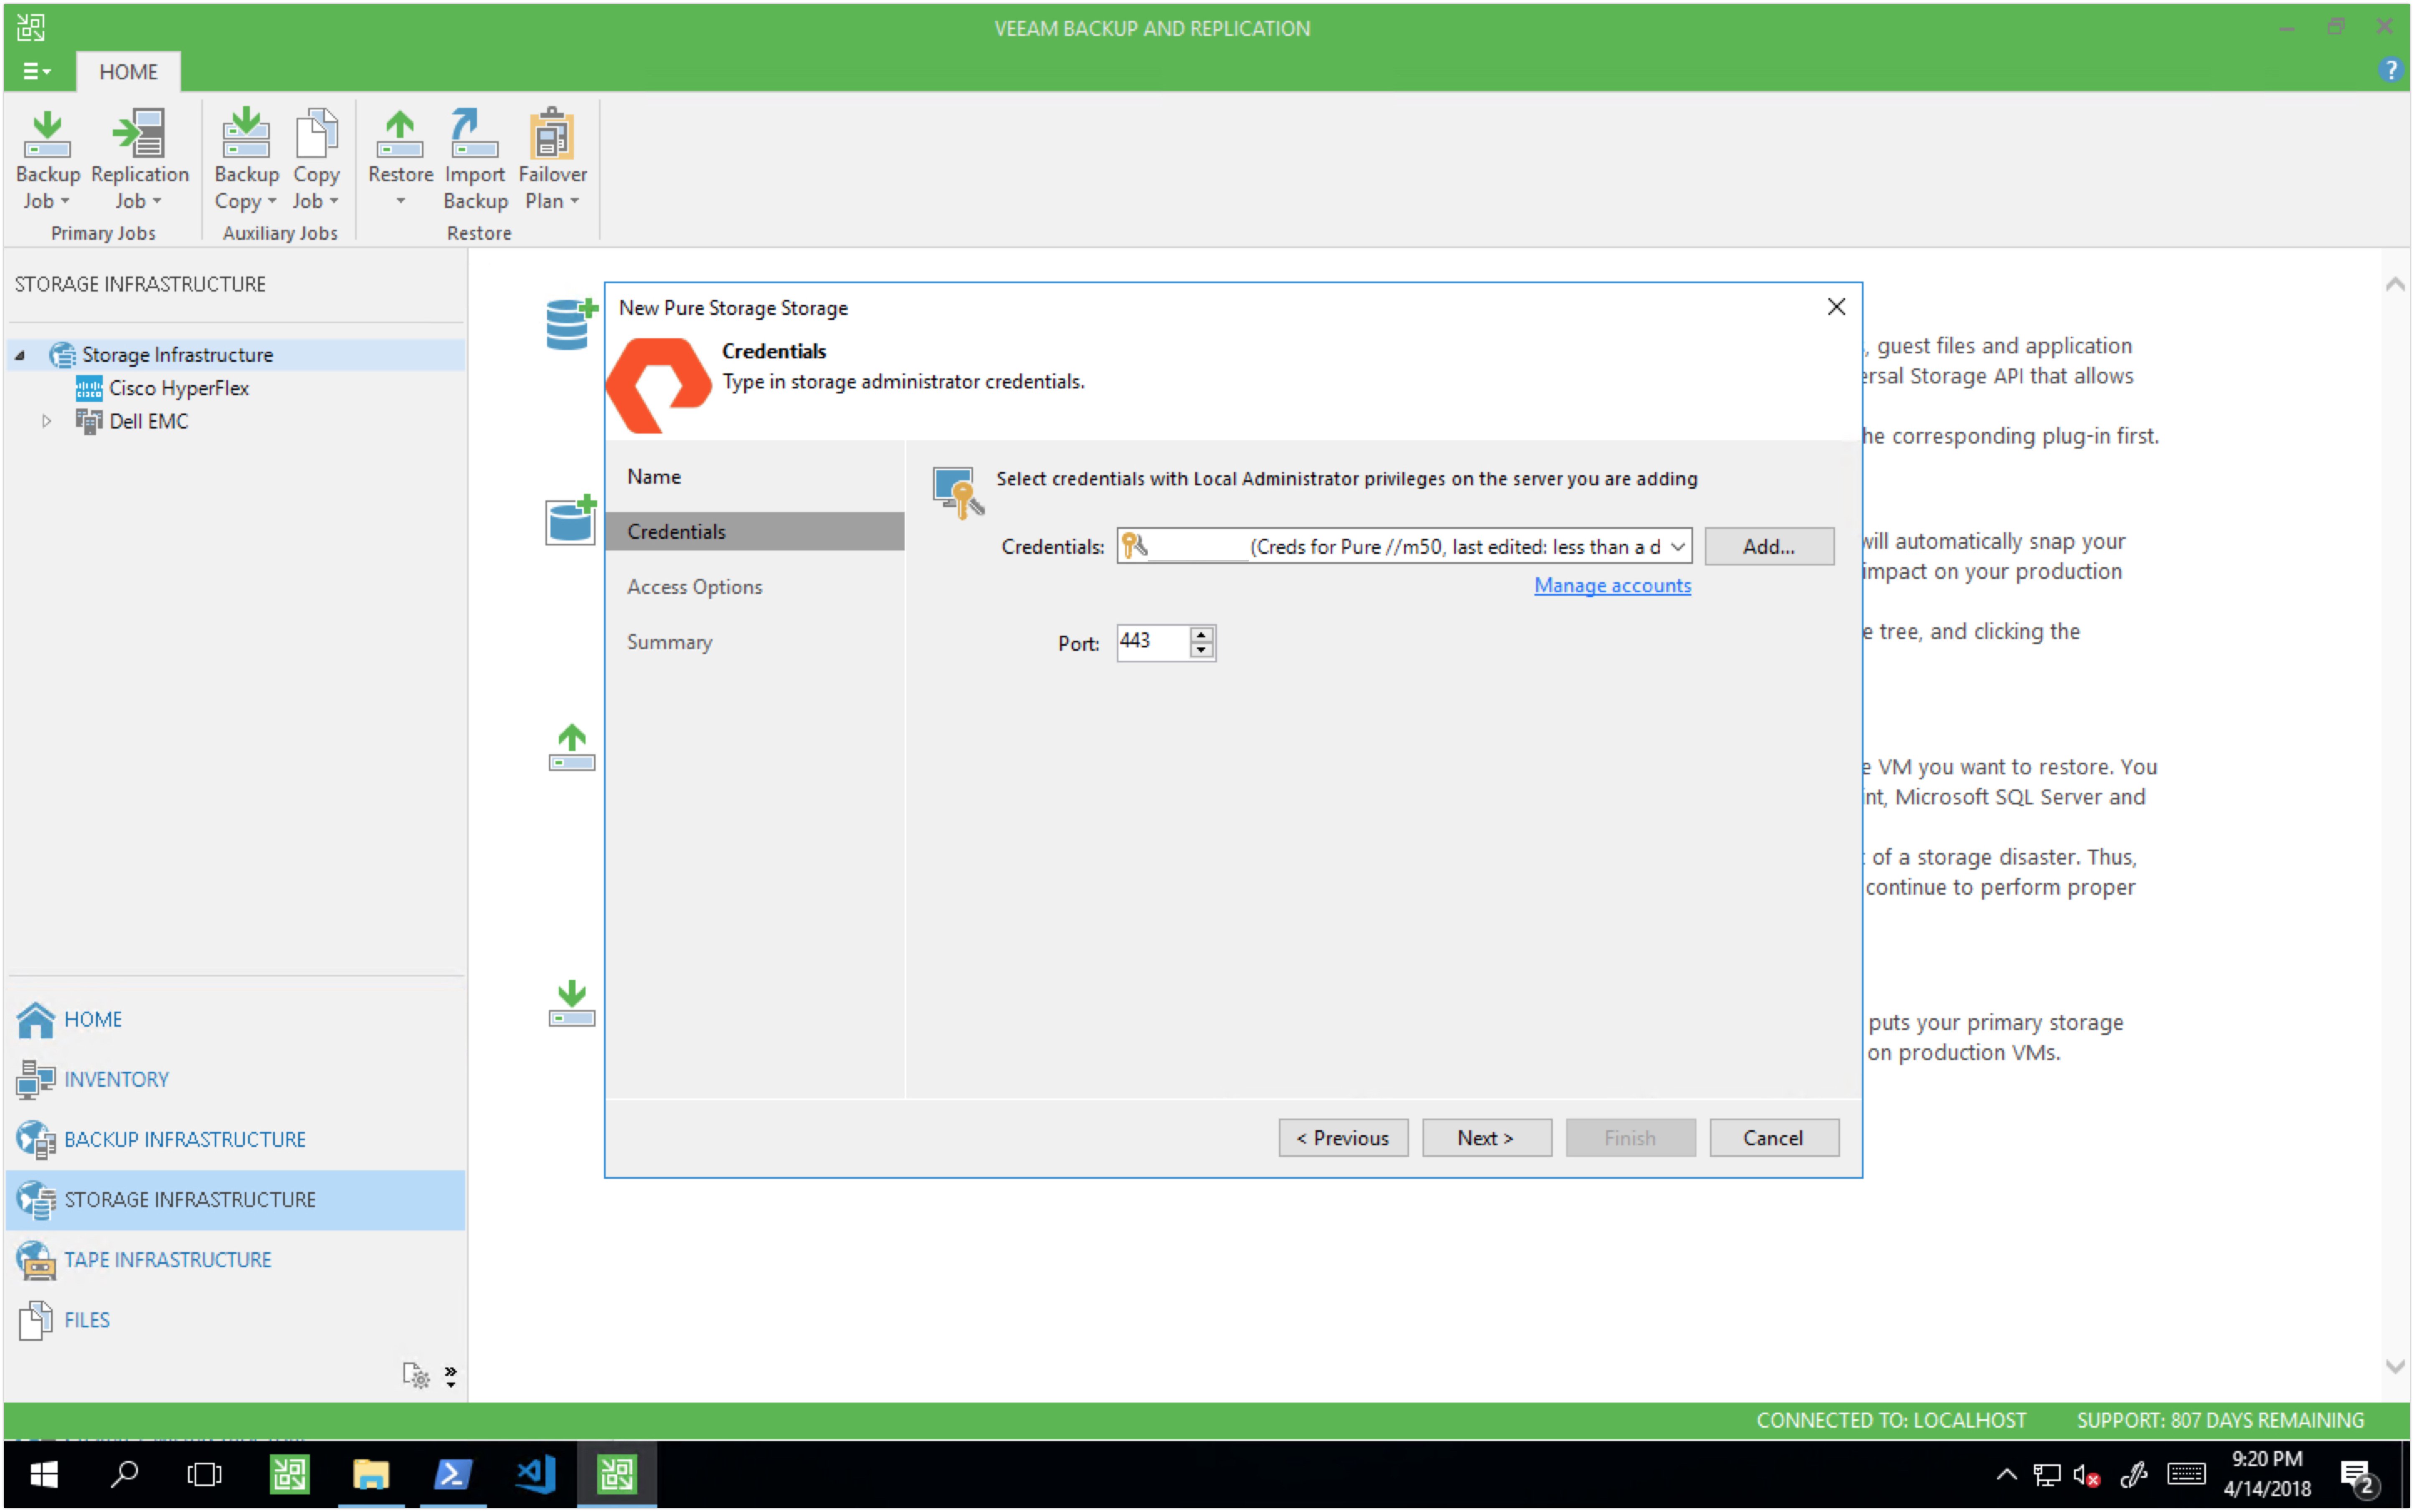 VEEAM BACKUP AND REPLICATION
HOME
?
Backup Job
Replication Job
Backup Copy
Copy Job
Restore
Import Backup
Failover Plan
Primary Jobs
Auxiliary Jobs
Restore
STORAGE INFRASTRUCTURE
Storage Infrastructure
CISCO
Cisco HyperFlex
Dell EMC
HOME
INVENTORY
BACKUP INFRASTRUCTURE
STORAGE INFRASTRUCTURE
TAPE INFRASTRUCTURE
FILES
New Pure Storage Storage
Credentials
Type in storage administrator credentials.
Name
Credentials
Access Options
Summary
Select credentials with Local Administrator privileges on the server you are adding
Credentials:
(Creds for Pure //m50, last edited: less than a d
Add...
Manage accounts
Port:
443
< Previous
Next >
Finish
Cancel
, guest files and application
ersal Storage API that allows
he corresponding plug-in first.
will automatically snap your
impact on your production
e tree, and clicking the
e VM you want to restore. You
int, Microsoft SQL Server and
of a storage disaster. Thus,
continue to perform proper
puts your primary storage
on production VMs.
CONNECTED TO: LOCALHOST
SUPPORT: 807 DAYS REMAINING
9:20 PM
4/14/2018
2